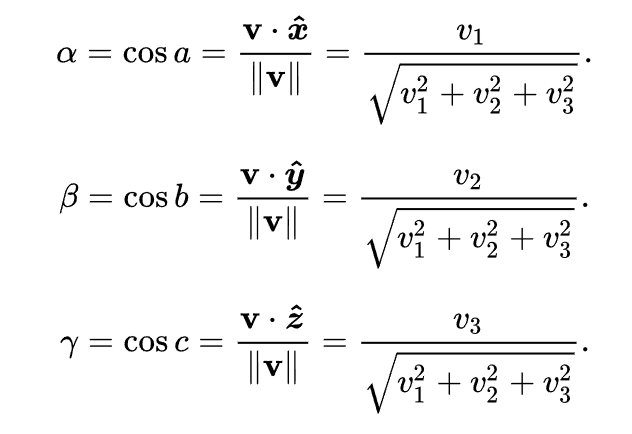 α = cos a = (𝐯 · 𝒙̂) / ‖𝐯‖ = v₁ / √(v₁² + v₂² + v₃²).
β = cos b = (𝐯 · 𝒚̂) / ‖𝐯‖ = v₂ / √(v₁² + v₂² + v₃²).
γ = cos c = (𝐯 · 𝒛̂) / ‖𝐯‖ = v₃ / √(v₁² + v₂² + v₃²).